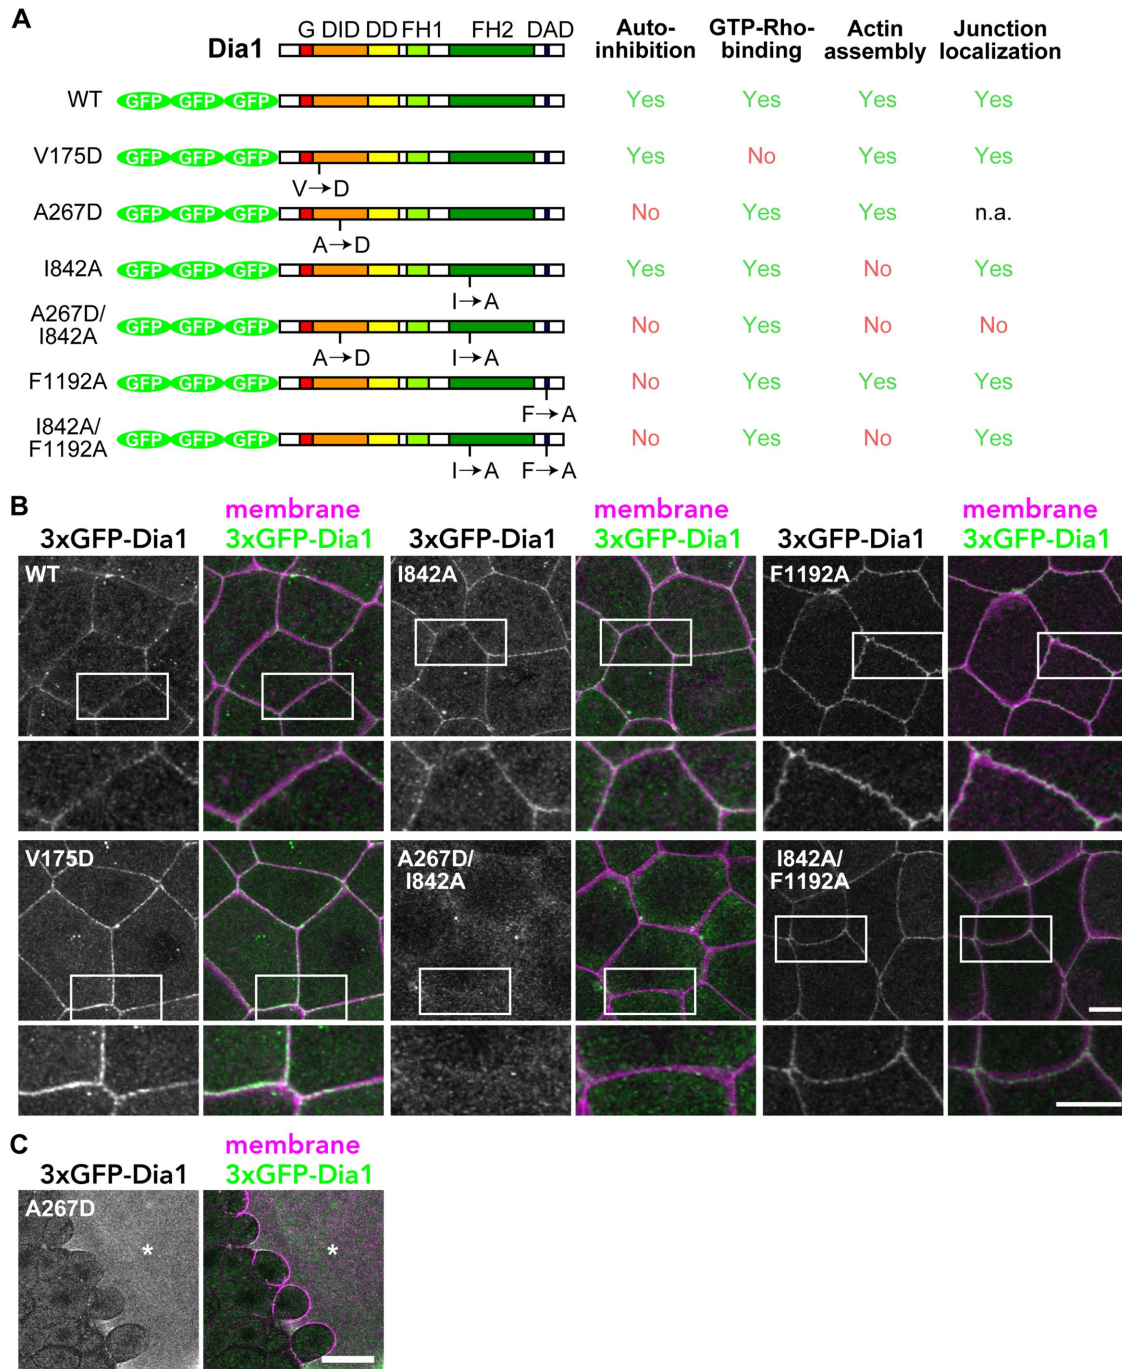 A
G DID DD FH1 FH2 DAD
Dia1
Auto-
inhibition
GTP-Rho-
binding
Actin
assembly
Junction
localization
WT GFP GFP GFP Yes Yes Yes Yes
V175D GFP GFP GFP Yes No Yes Yes
V→D
A267D GFP GFP GFP No Yes Yes n.a.
A→D
I842A GFP GFP GFP Yes Yes No Yes
I→A
A267D/
I842A GFP GFP GFP No Yes No No
A→D I→A
F1192A GFP GFP GFP No Yes Yes Yes
F→A
I842A/
F1192A GFP GFP GFP No Yes No Yes
I→A F→A
B
membrane membrane membrane
3xGFP-Dia1 3xGFP-Dia1 3xGFP-Dia1 3xGFP-Dia1 3xGFP-Dia1 3xGFP-Dia1
WT I842A F1192A
V175D
A267D/
I842A
I842A/
F1192A
C
membrane
3xGFP-Dia1 3xGFP-Dia1
A267D
* *